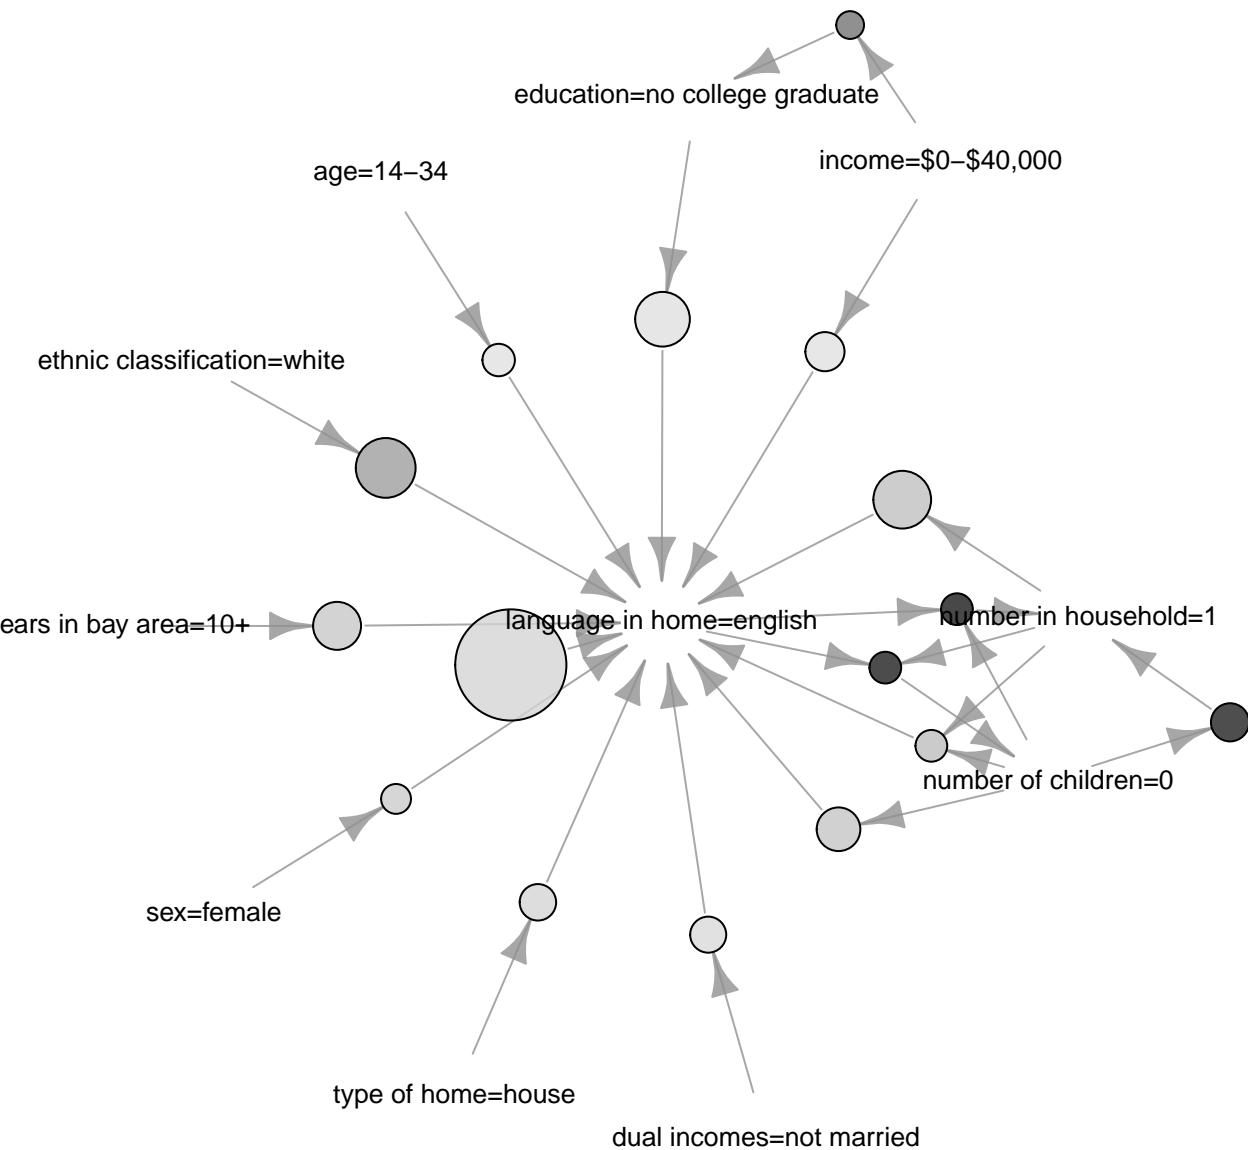 education=no college graduate
income=$0–$40,000
age=14–34
ethnic classification=white
number in household=1
language in home=english
ears in bay area=10+
number of children=0
sex=female
type of home=house
dual incomes=not married